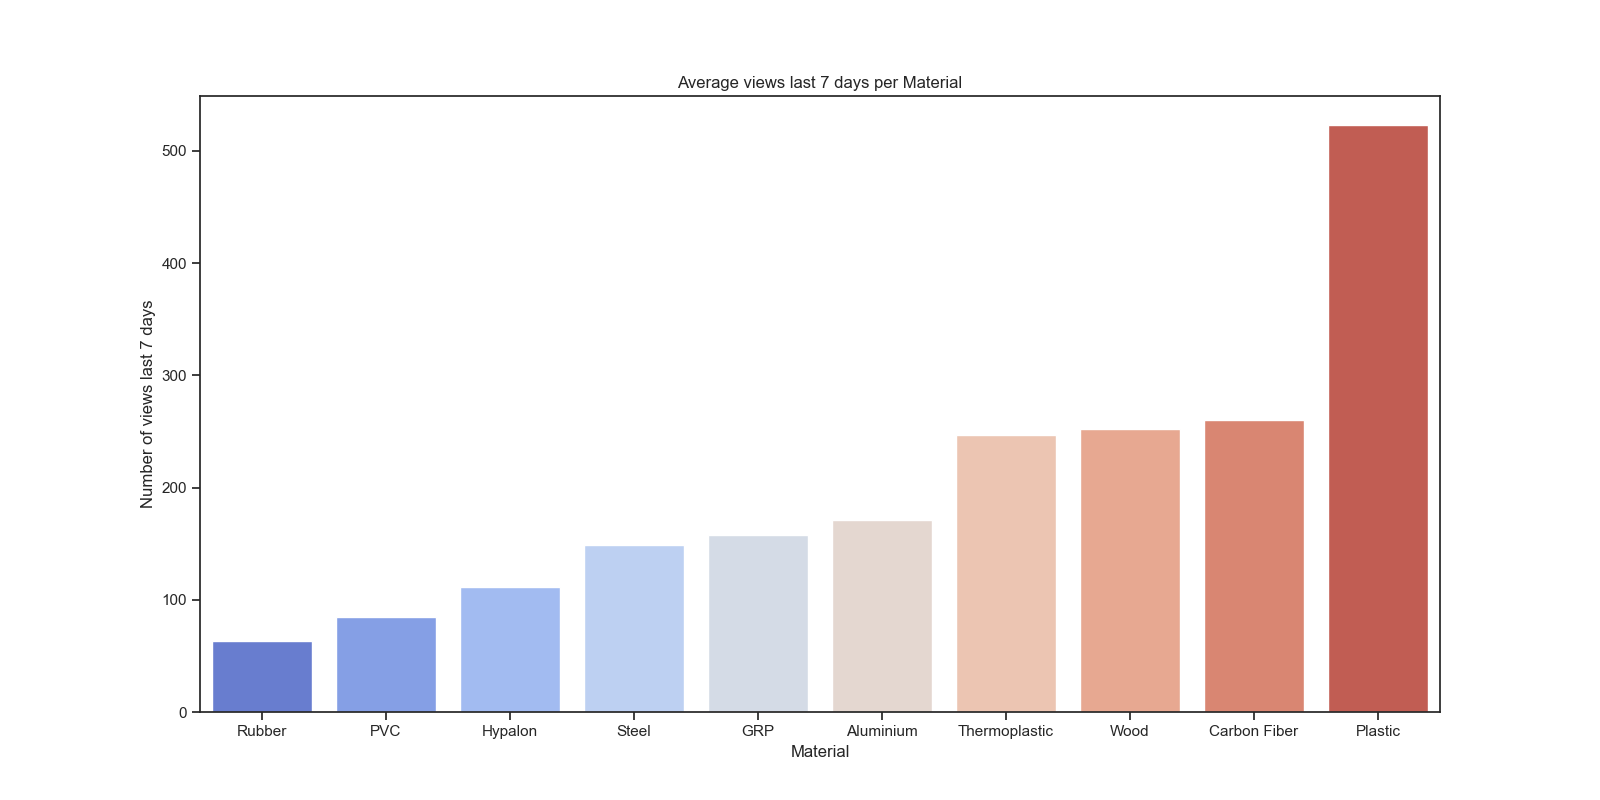 Average views last 7 days per Material
Number of views last 7 days
500
400
300
200
100
0
Rubber PVC Hypalon Steel GRP Aluminium Thermoplastic Wood Carbon Fiber Plastic
Material